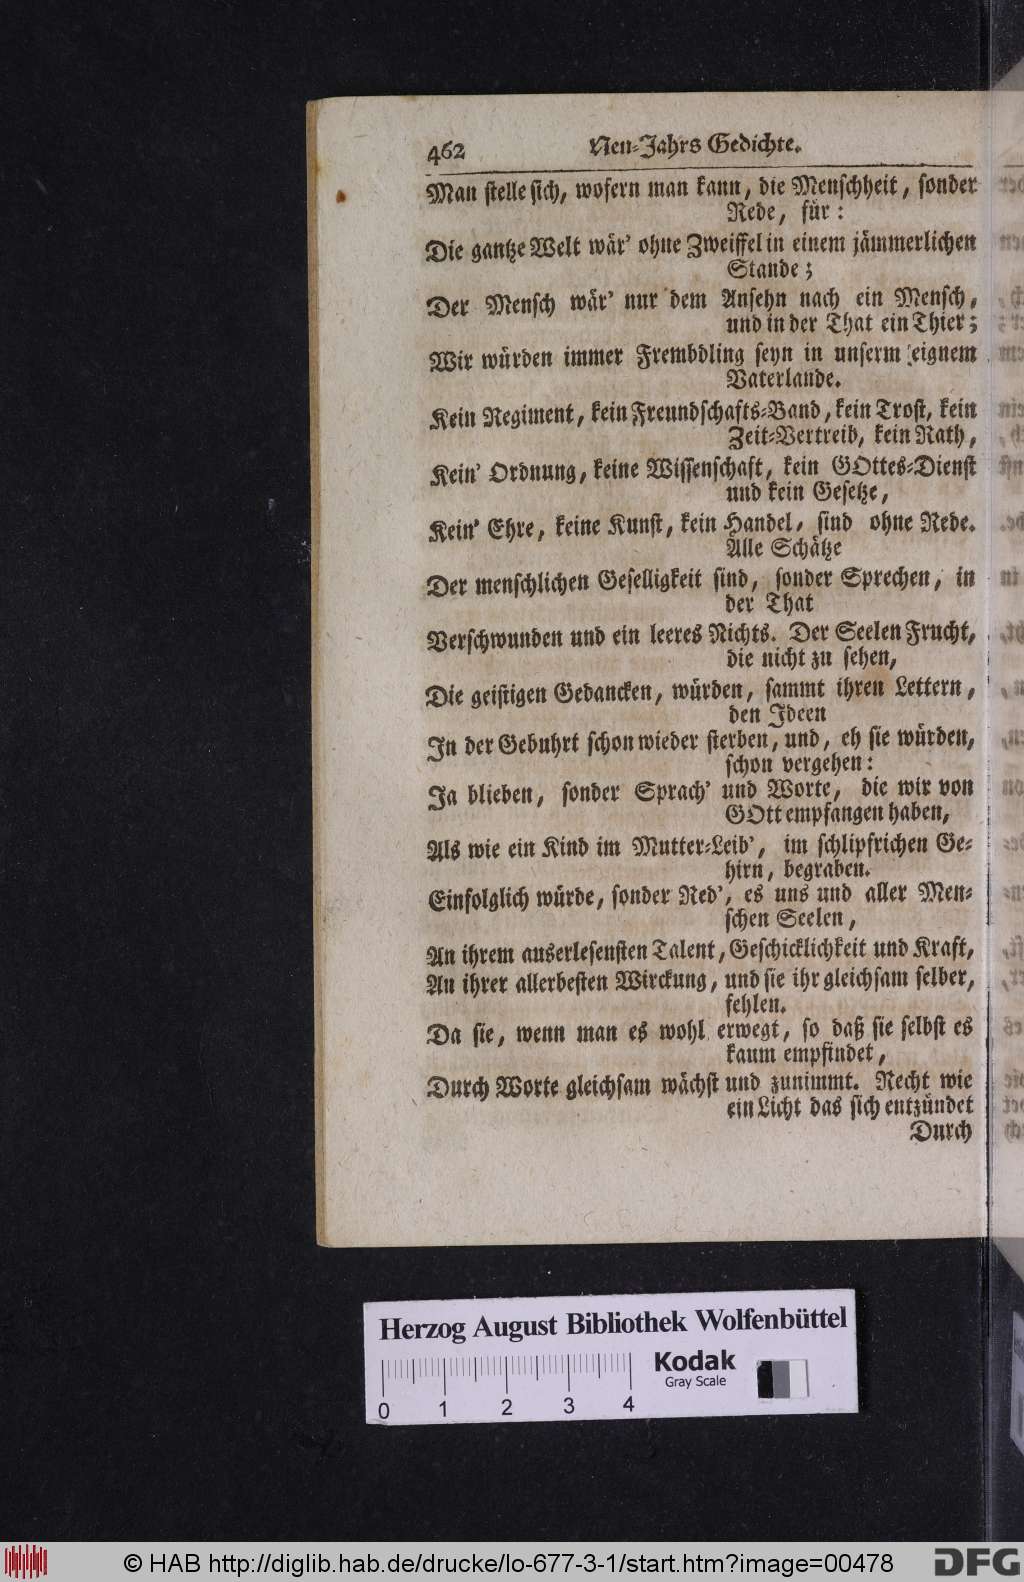 462 Neu-Jahrs Gedichte.
Man stelle sich, wofern man kann, die Menschheit, sonder
Rede, für:
Die gantze Welt wär' ohne Zweiffel in einem jämmerlichen
Stande;
Der Mensch wär' nur dem Ansehn nach ein Mensch,
und in der That ein Thier;
Wir würden immer Frembdling seyn in unserm eignem
Vaterlande.
Kein Regiment, kein Freundschafts-Band, kein Trost, kein
Zeit-Vertreib, kein Rath,
Kein' Ordnung, keine Wissenschaft, kein GOttes-Dienst
und kein Gesetze,
Kein' Ehre, keine Kunst, kein Handel, sind ohne Rede.
Alle Schätze
Der menschlichen Geselligkeit sind, sonder Sprechen, in
der That
Verschwunden und ein leeres Nichts. Der Seelen Frucht,
die nicht zu sehen,
Die geistigen Gedancken, würden, sammt ihren Lettern,
den Ideen
In der Gebuhrt schon wieder sterben, und, eh sie würden,
schon vergehen:
Ja blieben, sonder Sprach' und Worte, die wir von
GOtt empfangen haben,
Als wie ein Kind im Mutter-Leib', im schlipfrichen Ge-
hirn, begraben.
Einfolglich würde, sonder Red', es uns und aller Men-
schen Seelen,
An ihrem auserlesensten Talent, Geschicklichkeit und Kraft,
An ihrer allerbesten Wirckung, und sie ihr gleichsam selber,
fehlen.
Da sie, wenn man es wohl erwegt, so daß sie selbst es
kaum empfindet,
Durch Worte gleichsam wächst und zunimmt. Recht wie
ein Licht das sich entzündet
Durch
Herzog August Bibliothek Wolfenbüttel
Kodak
Gray Scale
0 1 2 3 4
© HAB http://diglib.hab.de/drucke/lo-677-3-1/start.htm?image=00478
DFG